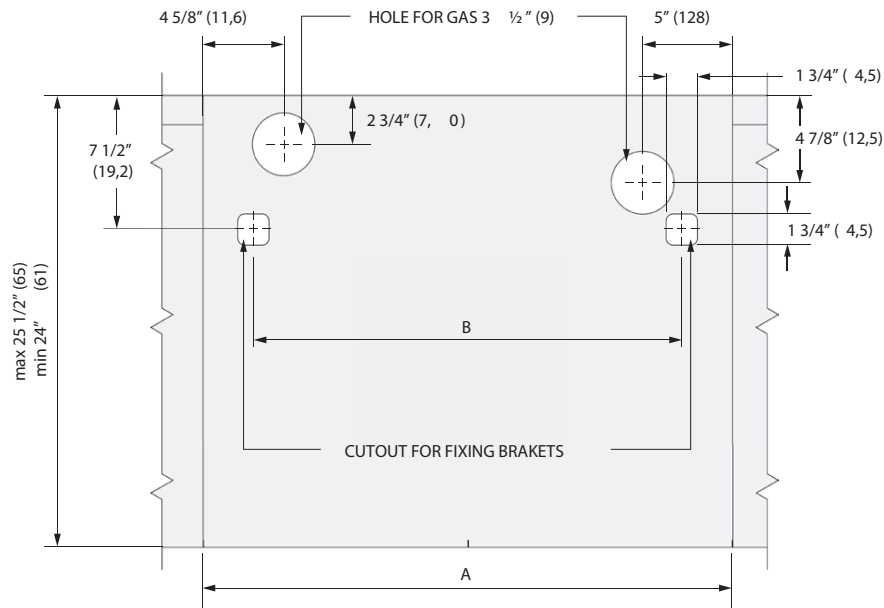 4 5/8” (11,6)
HOLE FOR GAS 3 ½ ” (9)
5” (128)
1 3/4” ( 4,5)
2 3/4” (7, 0)
4 7/8” (12,5)
7 1/2”
(19,2)
1 3/4” ( 4,5)
max 25 1/2” (65)
min 24” (61)
B
CUTOUT FOR FIXING BRAKETS
A